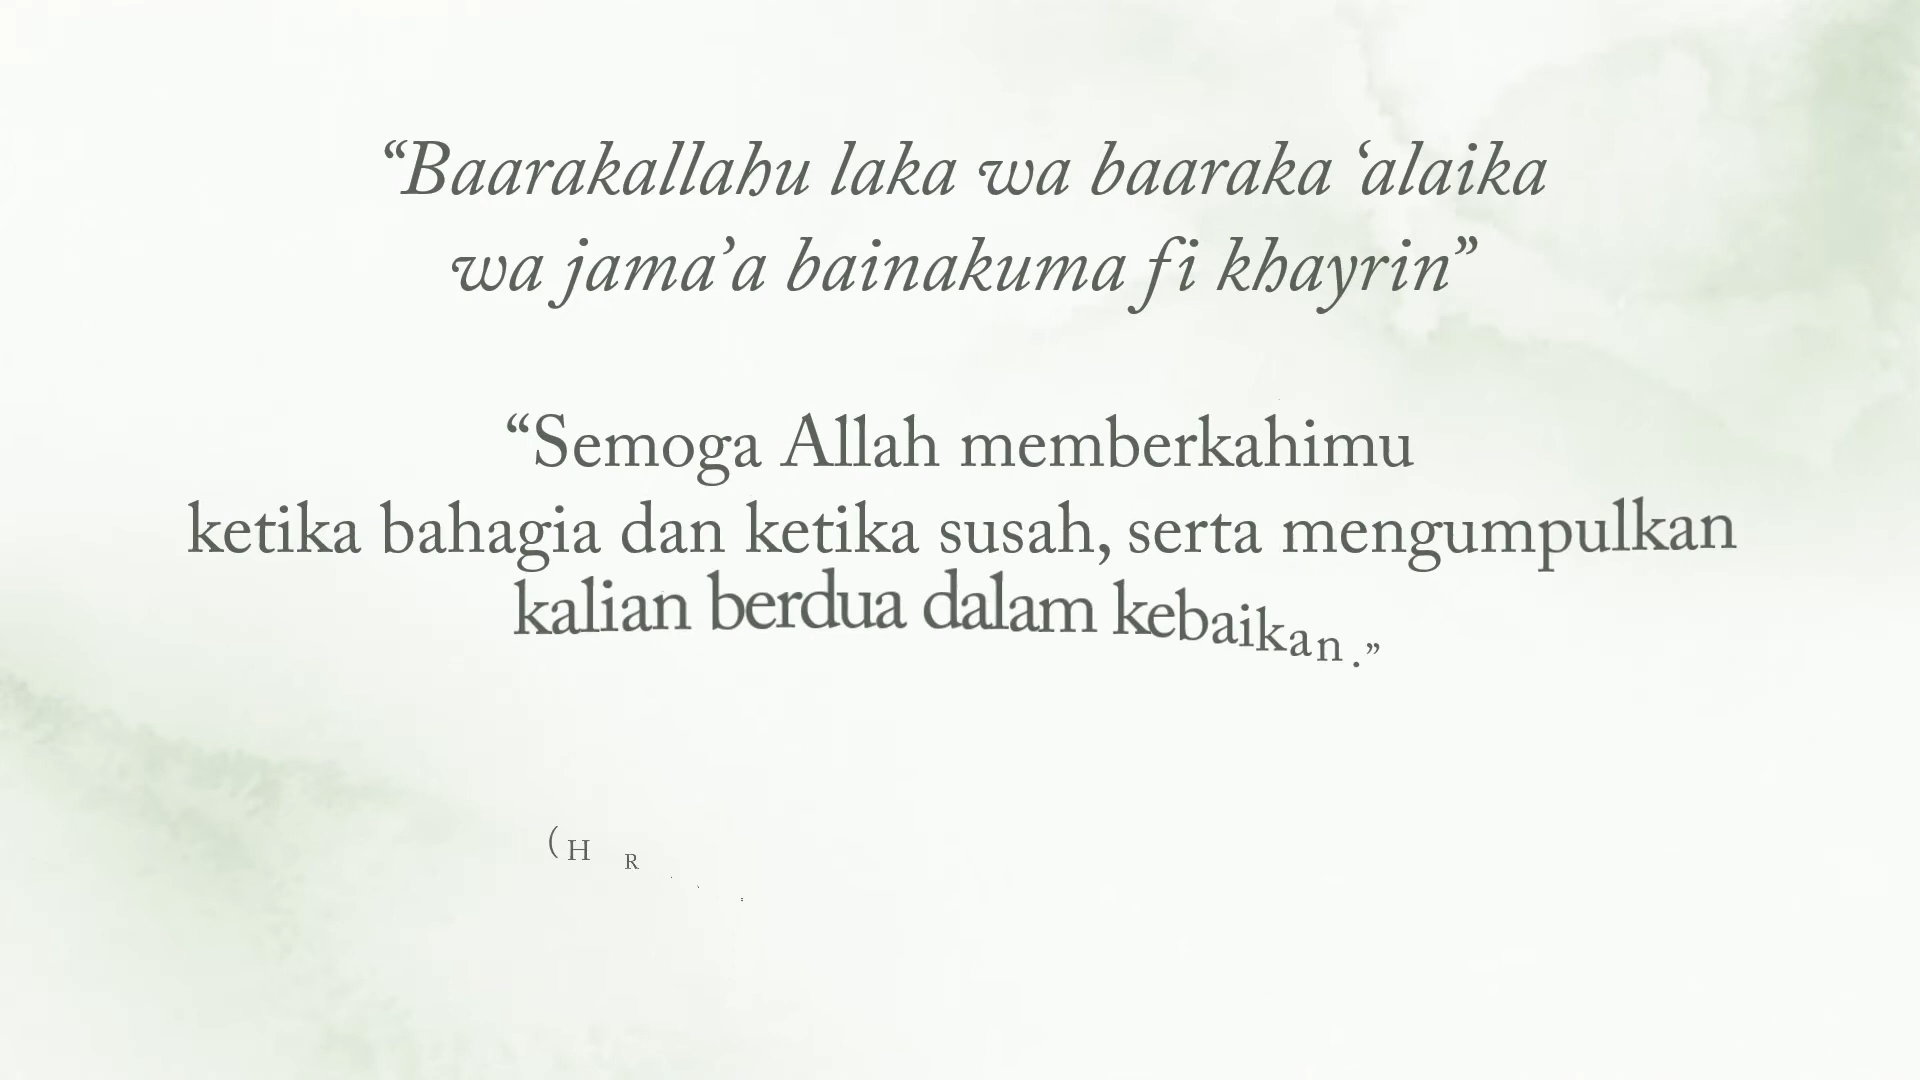 “Baarakallahu laka wa baaraka ‘alaika
wa jama’a bainakuma fi khayrin”
“Semoga Allah memberkahimu
ketika bahagia dan ketika susah, serta mengumpulkan
kalian berdua dalam kebaikan.”
(HR.